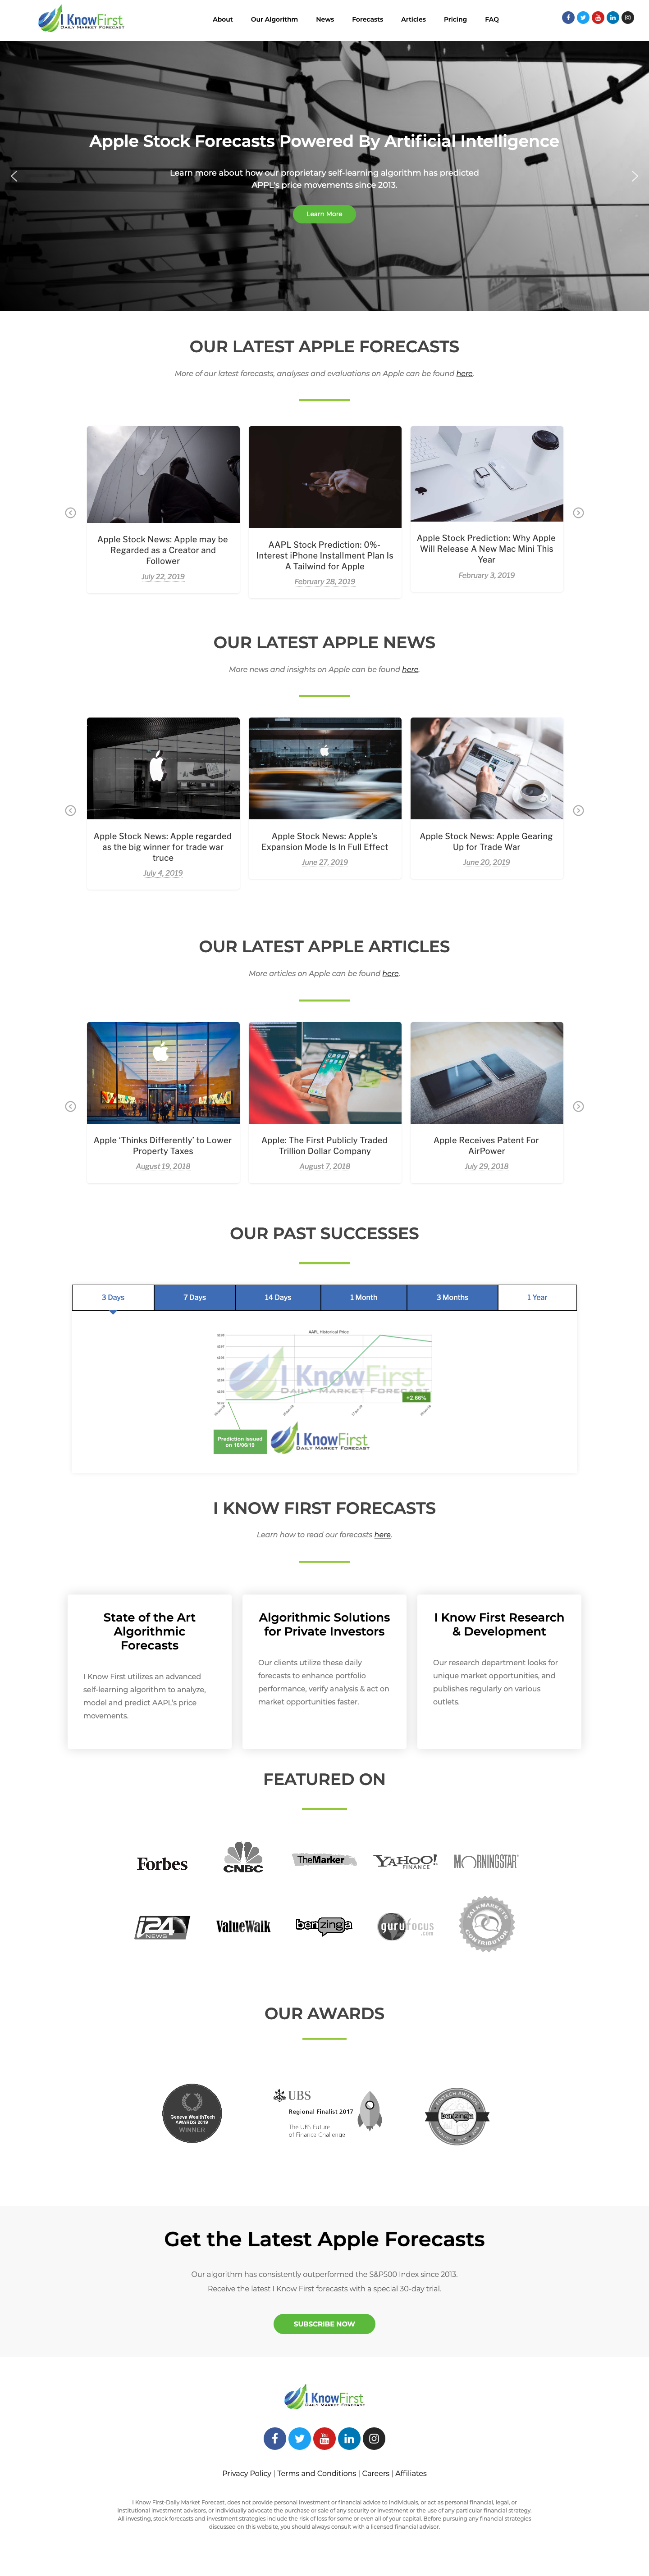 I KnowFirst
DAILY MARKET FORECAST
About Our Algorithm News Forecasts Articles Pricing FAQ
Apple Stock Forecasts Powered By Artificial Intelligence
Learn more about how our proprietary self-learning algorithm has predicted
APPL's price movements since 2013.
Learn More
OUR LATEST APPLE FORECASTS
More of our latest forecasts, analyses and evaluations on Apple can be found here.
Apple Stock News: Apple may be
Regarded as a Creator and
Follower
July 22, 2019
AAPL Stock Prediction: 0%-
Interest iPhone Installment Plan Is
A Tailwind for Apple
February 28, 2019
Apple Stock Prediction: Why Apple
Will Release A New Mac Mini This
Year
February 3, 2019
OUR LATEST APPLE NEWS
More news and insights on Apple can be found here.
Apple Stock News: Apple regarded
as the big winner for trade war
truce
July 4, 2019
Apple Stock News: Apple's
Expansion Mode Is In Full Effect
June 27, 2019
Apple Stock News: Apple Gearing
Up for Trade War
June 20, 2019
OUR LATEST APPLE ARTICLES
More articles on Apple can be found here.
Apple 'Thinks Differently' to Lower
Property Taxes
August 19, 2018
Apple: The First Publicly Traded
Trillion Dollar Company
August 7, 2018
Apple Receives Patent For
AirPower
July 29, 2018
OUR PAST SUCCESSES
3 Days 7 Days 14 Days 1 Month 3 Months 1 Year
AAPL Historical Price
I KnowFirst
DAILY MARKET FORECAST
+2.68%
Prediction issued
on 16/06/19
I KnowFirst
DAILY MARKET FORECAST
I KNOW FIRST FORECASTS
Learn how to read our forecasts here.
State of the Art
Algorithmic
Forecasts
I Know First utilizes an advanced
self-learning algorithm to analyze,
model and predict AAPL's price
movements.
Algorithmic Solutions
for Private Investors
Our clients utilize these daily
forecasts to enhance portfolio
performance, verify analysis & act on
market opportunities faster.
I Know First Research
& Development
Our research department looks for
unique market opportunities, and
publishes regularly on various
outlets.
FEATURED ON
Forbes
CNBC
TheMarker
YAHOO!
FINANCE
MORNINGSTAR
i24
NEWS
ValueWalk
benzinga
gurufocus
.com
TALKMARKETS
CONTRIBUTOR
OUR AWARDS
Geneva WealthTech
AWARDS 2019
WINNER
UBS
Regional Finalist 2017
The UBS Future
of Finance Challenge
FINTECH AWARDS
benzinga
Get the Latest Apple Forecasts
Our algorithm has consistently outperformed the S&P500 Index since 2013.
Receive the latest I Know First forecasts with a special 30-day trial.
SUBSCRIBE NOW
I KnowFirst
DAILY MARKET FORECAST
Privacy Policy | Terms and Conditions | Careers | Affiliates
I Know First-Daily Market Forecast, does not provide personal investment or financial advice to individuals, or act as personal financial, legal, or
institutional investment advisors, or individually advocate the purchase or sale of any security or investment or the use of any particular financial strategy.
All investing, stock forecasts and investment strategies include the risk of loss for some or even all of your capital. Before pursuing any financial strategies
discussed on this website, you should always consult with a licensed financial advisor.